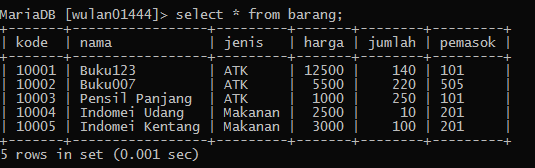 MariaDB [wulan01444]> select * from barang;
+-------+----------------+---------+-------+--------+---------+
| kode | nama | jenis | harga | jumlah | pemasok |
+-------+----------------+---------+-------+--------+---------+
| 10001 | Buku123 | ATK | 12500 | 140 | 101 |
| 10002 | Buku007 | ATK | 5500 | 220 | 505 |
| 10003 | Pensil Panjang | ATK | 1000 | 250 | 101 |
| 10004 | Indomei Udang | Makanan | 2500 | 10 | 201 |
| 10005 | Indomei Kentang | Makanan | 3000 | 100 | 201 |
+-------+----------------+---------+-------+--------+---------+
5 rows in set (0.001 sec)